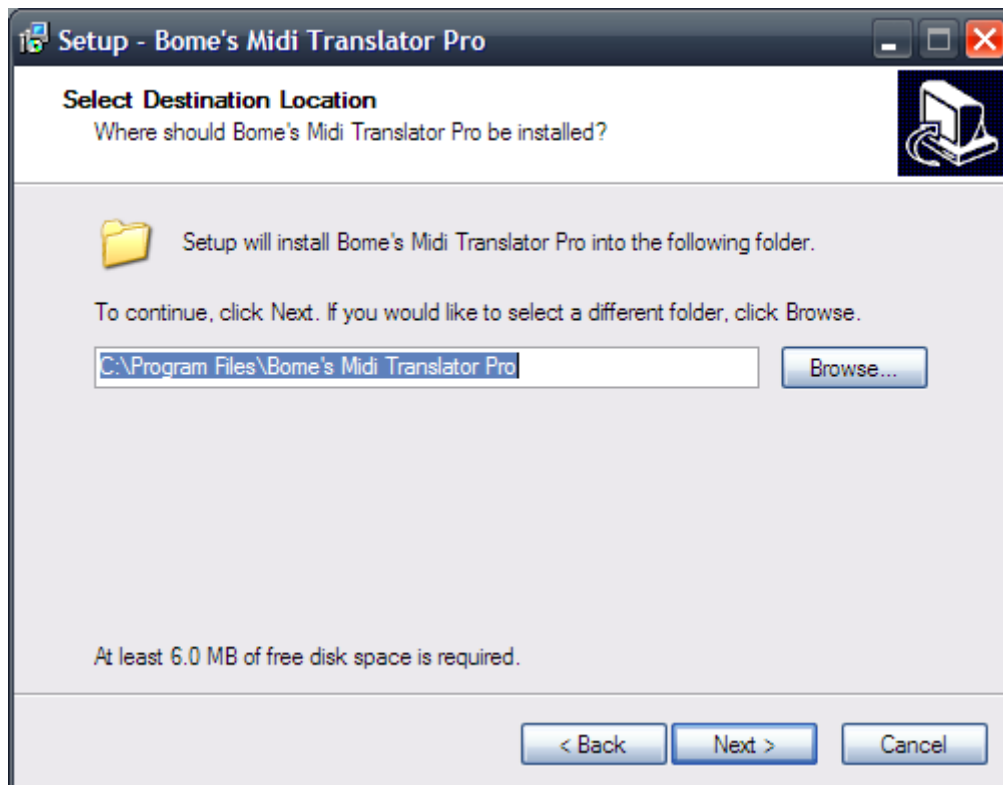 Setup - Bome's Midi Translator Pro
Select Destination Location
Where should Bome's Midi Translator Pro be installed?
Setup will install Bome's Midi Translator Pro into the following folder.
To continue, click Next. If you would like to select a different folder, click Browse.
C:\Program Files\Bome's Midi Translator Pro
Browse...
At least 6.0 MB of free disk space is required.
< Back
Next >
Cancel